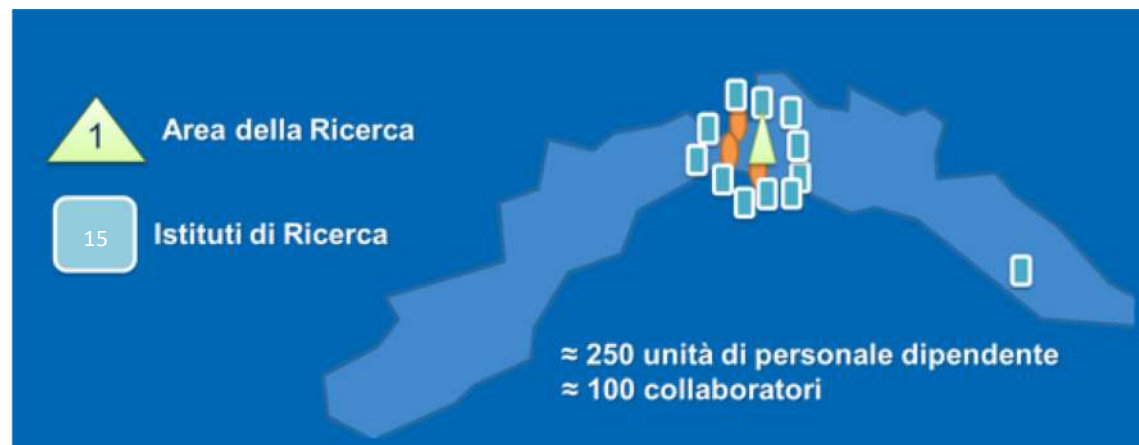 1 Area della Ricerca
15 Istituti di Ricerca
≈ 250 unità di personale dipendente
≈ 100 collaboratori